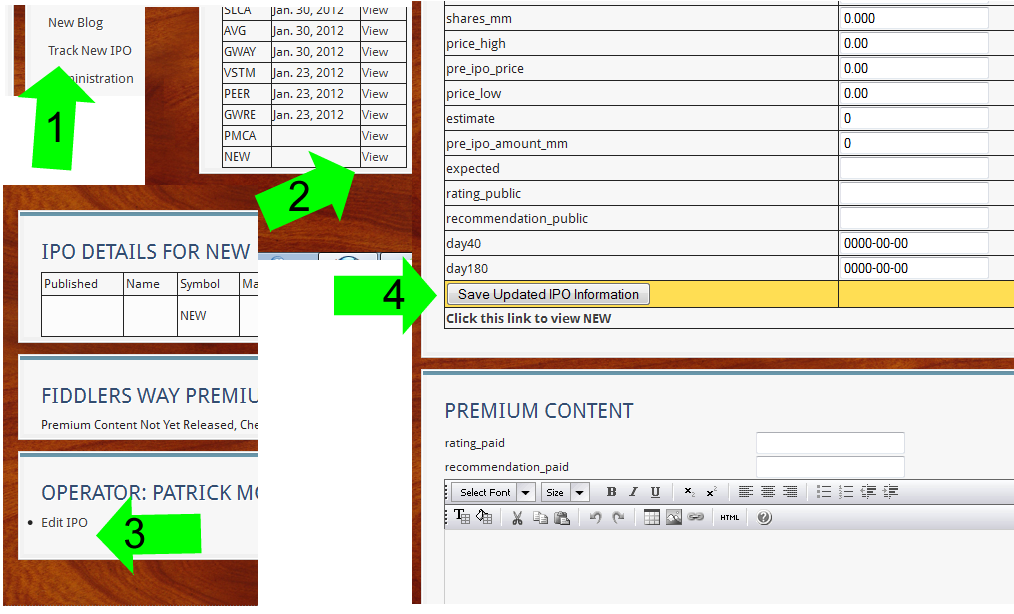 New Blog
Track New IPO
ministration
1
SLCA Jan. 30, 2012 View
AVG Jan. 30, 2012 View
GWAY Jan. 30, 2012 View
VSTM Jan. 23, 2012 View
PEER Jan. 23, 2012 View
GWRE Jan. 23, 2012 View
PMCA View
NEW View
2
IPO DETAILS FOR NEW
Published Name Symbol Ma
NEW
FIDDLERS WAY PREMIU
Premium Content Not Yet Released, Che
OPERATOR: PATRICK MO
Edit IPO
3
shares_mm 0.000
price_high 0.00
pre_ipo_price 0.00
price_low 0.00
estimate 0
pre_ipo_amount_mm 0
expected
rating_public
recommendation_public
day40 0000-00-00
day180 0000-00-00
4
Save Updated IPO Information
Click this link to view NEW
PREMIUM CONTENT
rating_paid
recommendation_paid
Select Font Size B I U x₂ x²
HTML